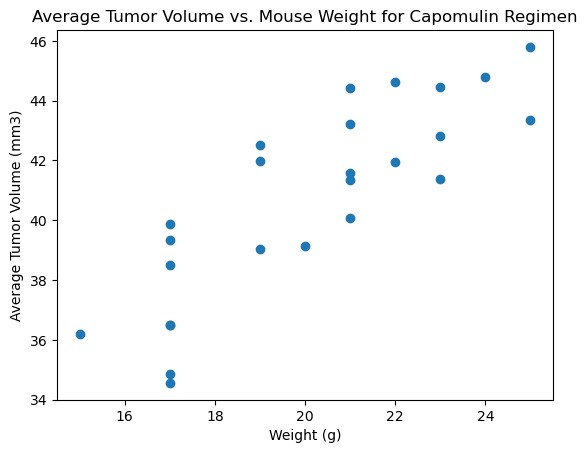 Average Tumor Volume vs. Mouse Weight for Capomulin Regimen
46
44
42
40
38
36
34
Average Tumor Volume (mm3)
16 18 20 22 24
Weight (g)